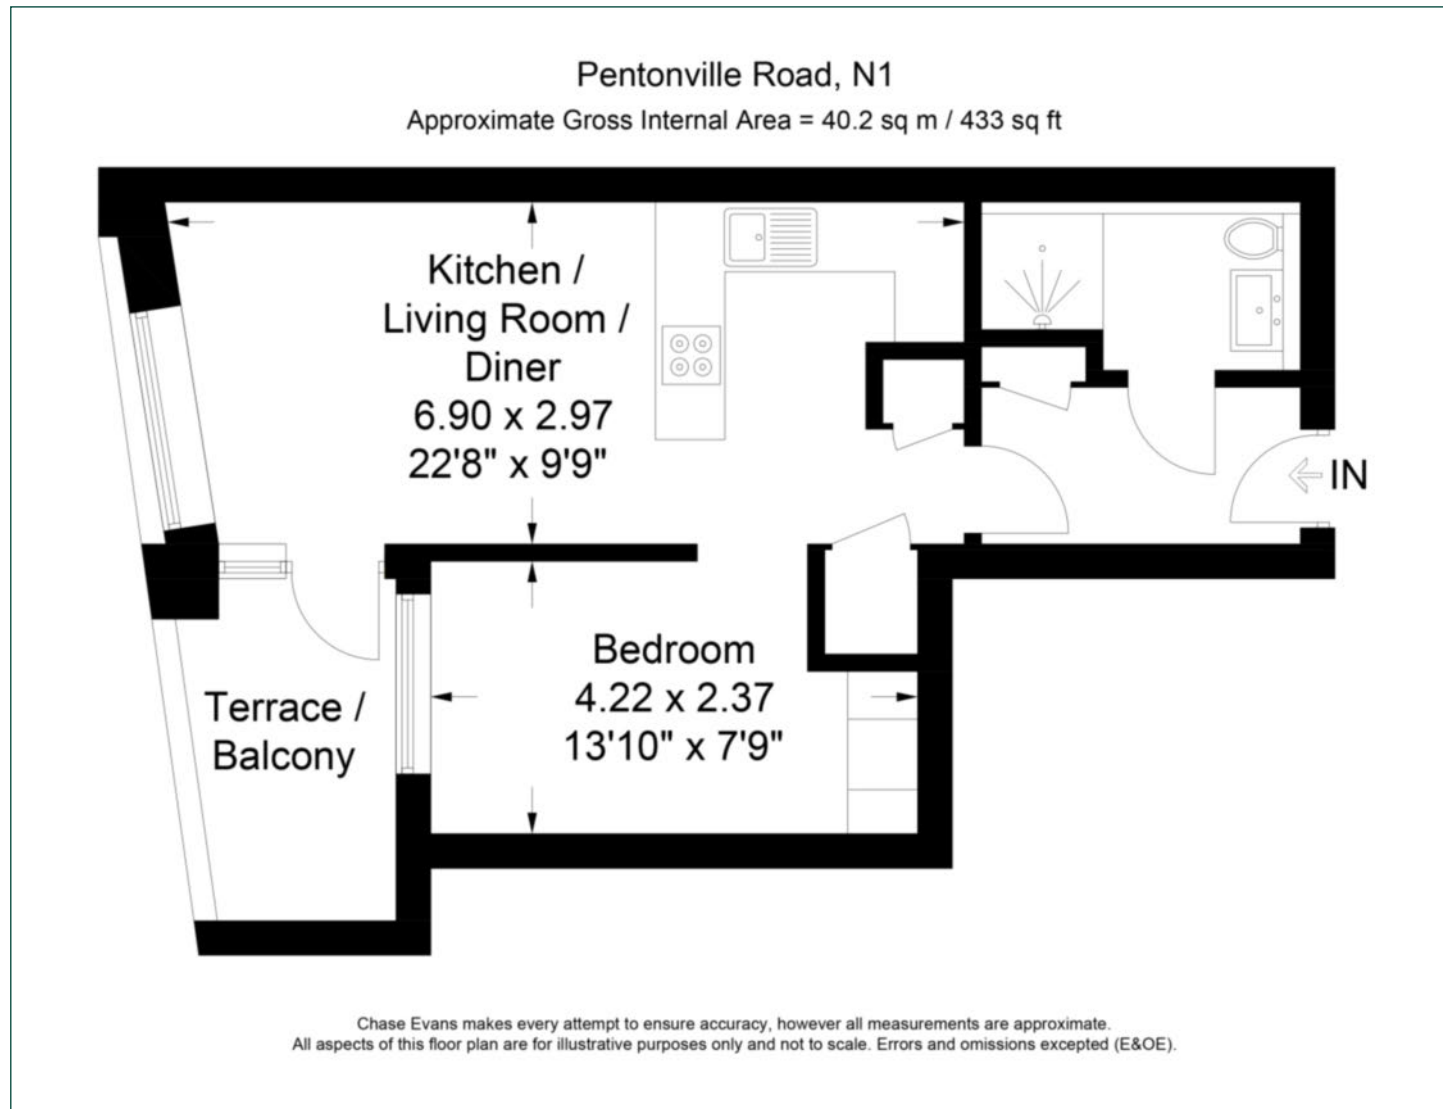 Pentonville Road, N1
Approximate Gross Internal Area = 40.2 sq m / 433 sq ft
Kitchen /
Living Room /
Diner
6.90 x 2.97
22'8" x 9'9"
IN
Bedroom
4.22 x 2.37
13'10" x 7'9"
Terrace /
Balcony
Chase Evans makes every attempt to ensure accuracy, however all measurements are approximate.
All aspects of this floor plan are for illustrative purposes only and not to scale. Errors and omissions excepted (E&OE).